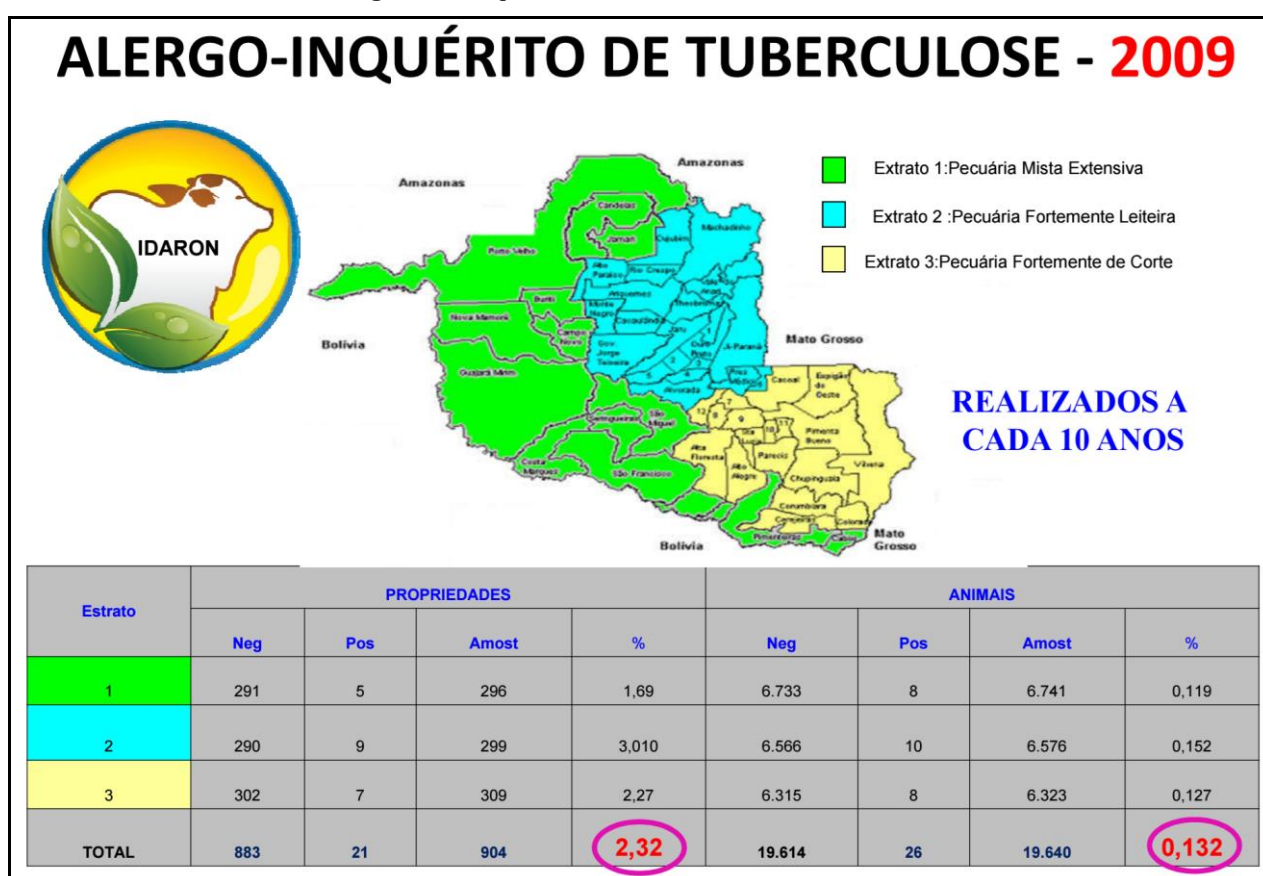 ALERGO-INQUÉRITO DE TUBERCULOSE - 2009
IDARON
Amazonas
Amazonas
Extrato 1:Pecuária Mista Extensiva
Extrato 2 :Pecuária Fortemente Leiteira
Extrato 3:Pecuária Fortemente de Corte
Candeias
Jamari
Cujubim
Machadinho
Porto Velho
Alto Paraíso
Rio Crespo
Buriti
Ariquemes
Monte Negro
Theobroma
Nova Mamoré
Campo Novo
Cacaulândia
Jaru
Ouro Preto
Ji-Paraná
Gov. Jorge Teixeira
Bolívia
Mato Grosso
Guajará Mirim
Alvorada
Cacoal
Espigão do Oeste
Seringueiras
São Miguel
Pimenta Bueno
Costa Marques
São Francisco
Alta Floresta
Alto Alegre
Parecis
Vilhena
Chupinguaia
Corumbiara
Cerejeiras
Colorado
Pimenteiras
Cabixi
Bolívia
Mato Grosso
REALIZADOS A
CADA 10 ANOS
Estrato PROPRIEDADES ANIMAIS
Neg Pos Amost % Neg Pos Amost %
1 291 5 296 1,69 6.733 8 6.741 0,119
2 290 9 299 3,010 6.566 10 6.576 0,152
3 302 7 309 2,27 6.315 8 6.323 0,127
TOTAL 883 21 904 2,32 19.614 26 19.640 0,132